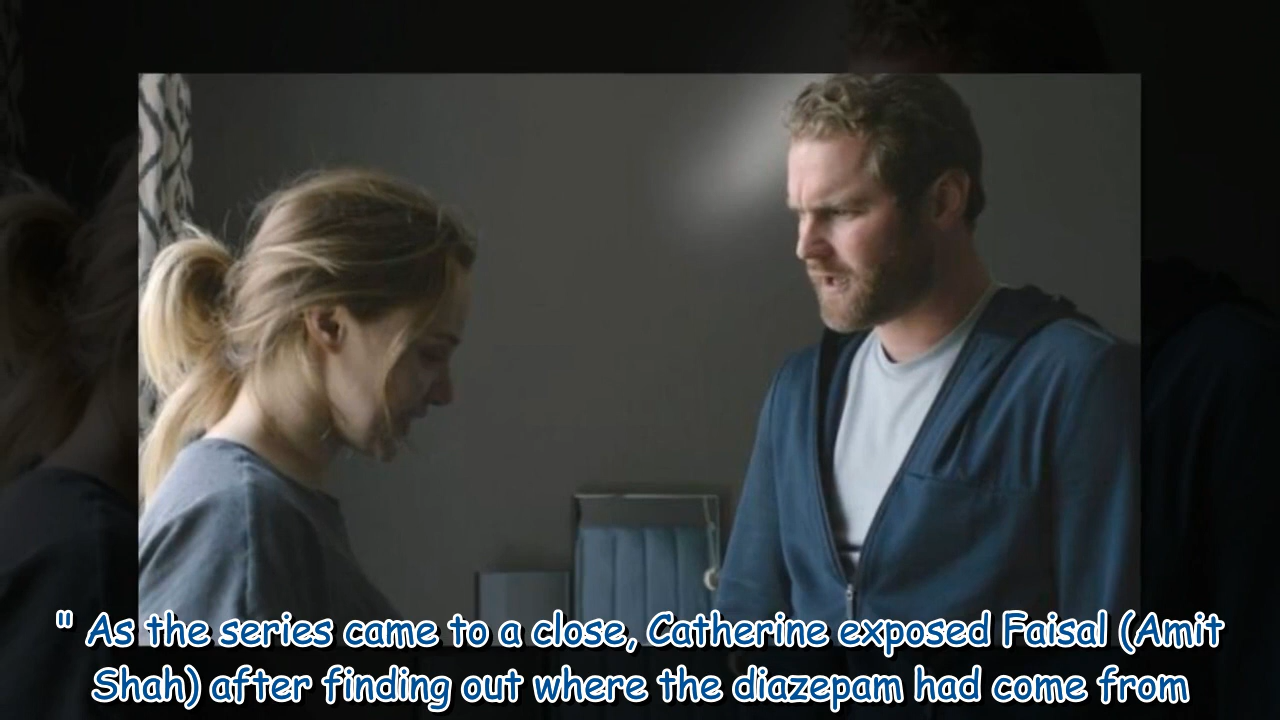 " As the series came to a close, Catherine exposed Faisal (Amit
Shah) after finding out where the diazepam had come from